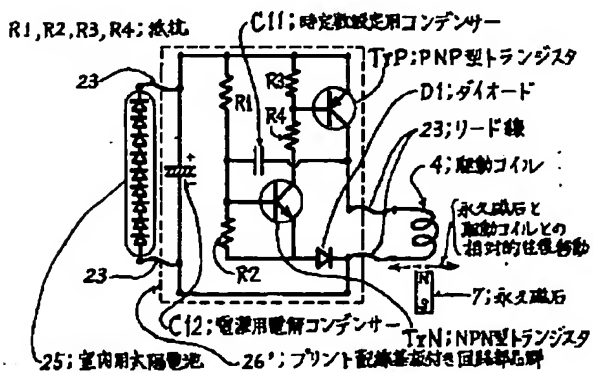 R1,R2,R3,R4;抵抗
C11;時定数設定用コンデンサー
TrP;PNP型トランジスタ
D1;ダイオード
23;リード線
4;駆動コイル
永久磁石と
駆動コイルとの
相対的往復移動
7;永久磁石
N
S
TrN;NPN型トランジスタ
23
23
R1
R3
R4
R2
+
C12;電源用電解コンデンサー
25;室内用太陽電池
26';プリント配線基板付き回路部品群